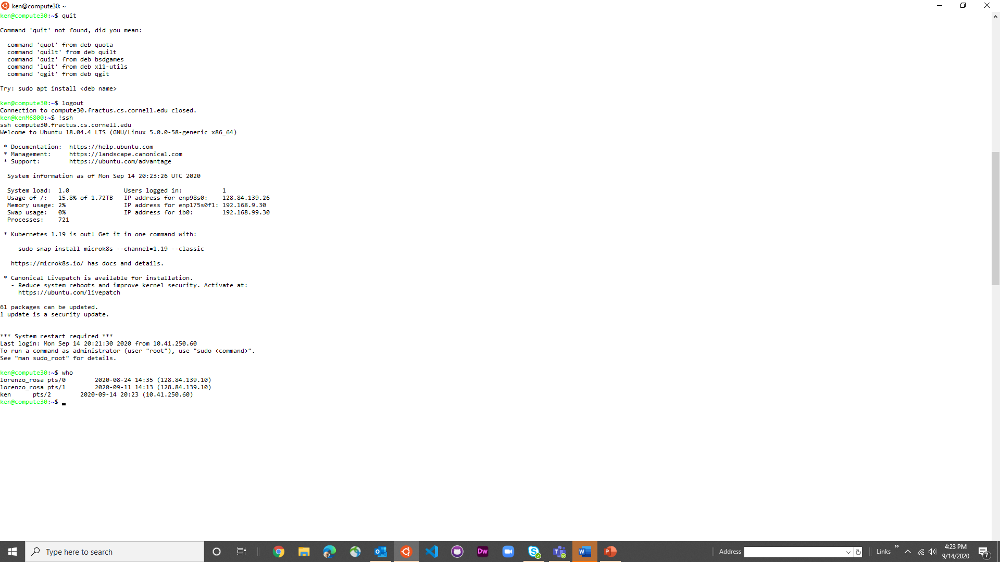 ken@compute30: ~
ken@compute30:~$ quit
Command 'quit' not found, did you mean:
command 'quot' from deb quota
command 'quilt' from deb quilt
command 'quiz' from deb bsdgames
command 'luit' from deb x11-utils
command 'qgit' from deb qgit
Try: sudo apt install <deb name>
ken@compute30:~$ logout
Connection to compute30.fractus.cs.cornell.edu closed.
ken@kenM6800:~$ !ssh
ssh compute30.fractus.cs.cornell.edu
Welcome to Ubuntu 18.04.4 LTS (GNU/Linux 5.0.0-58-generic x86_64)
* Documentation:  https://help.ubuntu.com
* Management:     https://landscape.canonical.com
* Support:        https://ubuntu.com/advantage
System information as of Mon Sep 14 20:23:26 UTC 2020
System load:  1.0               Users logged in:           1
Usage of /:   15.8% of 1.72TB   IP address for enp98s0:    128.84.139.26
Memory usage: 2%                IP address for enp175s0f1: 192.168.9.30
Swap usage:   0%                IP address for ib0:        192.168.99.30
Processes:    721
* Kubernetes 1.19 is out! Get it in one command with:
sudo snap install microk8s --channel=1.19 --classic
https://microk8s.io/ has docs and details.
* Canonical Livepatch is available for installation.
- Reduce system reboots and improve kernel security. Activate at:
https://ubuntu.com/livepatch
61 packages can be updated.
1 update is a security update.
*** System restart required ***
Last login: Mon Sep 14 20:21:30 2020 from 10.41.250.60
To run a command as administrator (user "root"), use "sudo <command>".
See "man sudo_root" for details.
ken@compute30:~$ who
lorenzo_rosa pts/0        2020-08-24 14:35 (128.84.139.10)
lorenzo_rosa pts/1        2020-09-11 14:13 (128.84.139.10)
ken      pts/2        2020-09-14 20:23 (10.41.250.60)
ken@compute30:~$
Type here to search
Dw
Address
Links
4:23 PM
9/14/2020
7